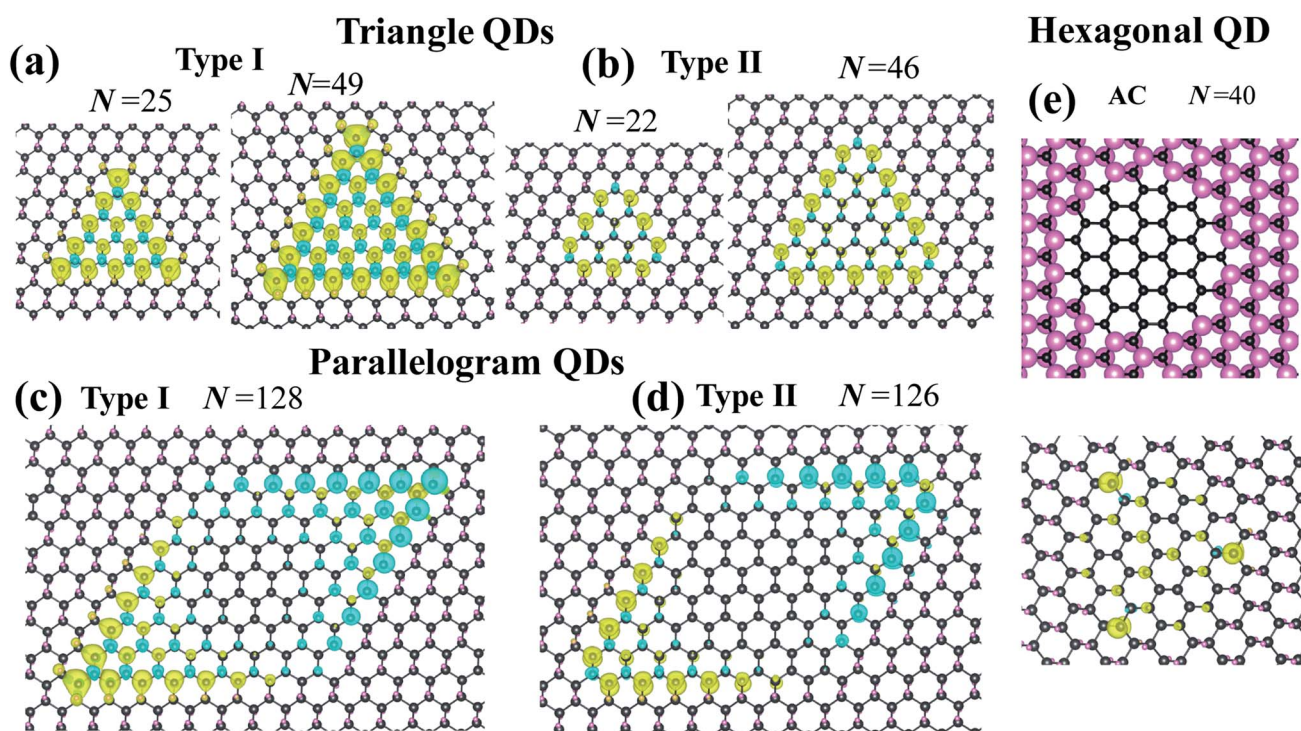 Triangle QDs
Hexagonal QD
(a) Type I
(b) Type II
N =25
N=49
N =22
N=46
(e) AC N=40
Parallelogram QDs
(c) Type I N =128
(d) Type II N =126